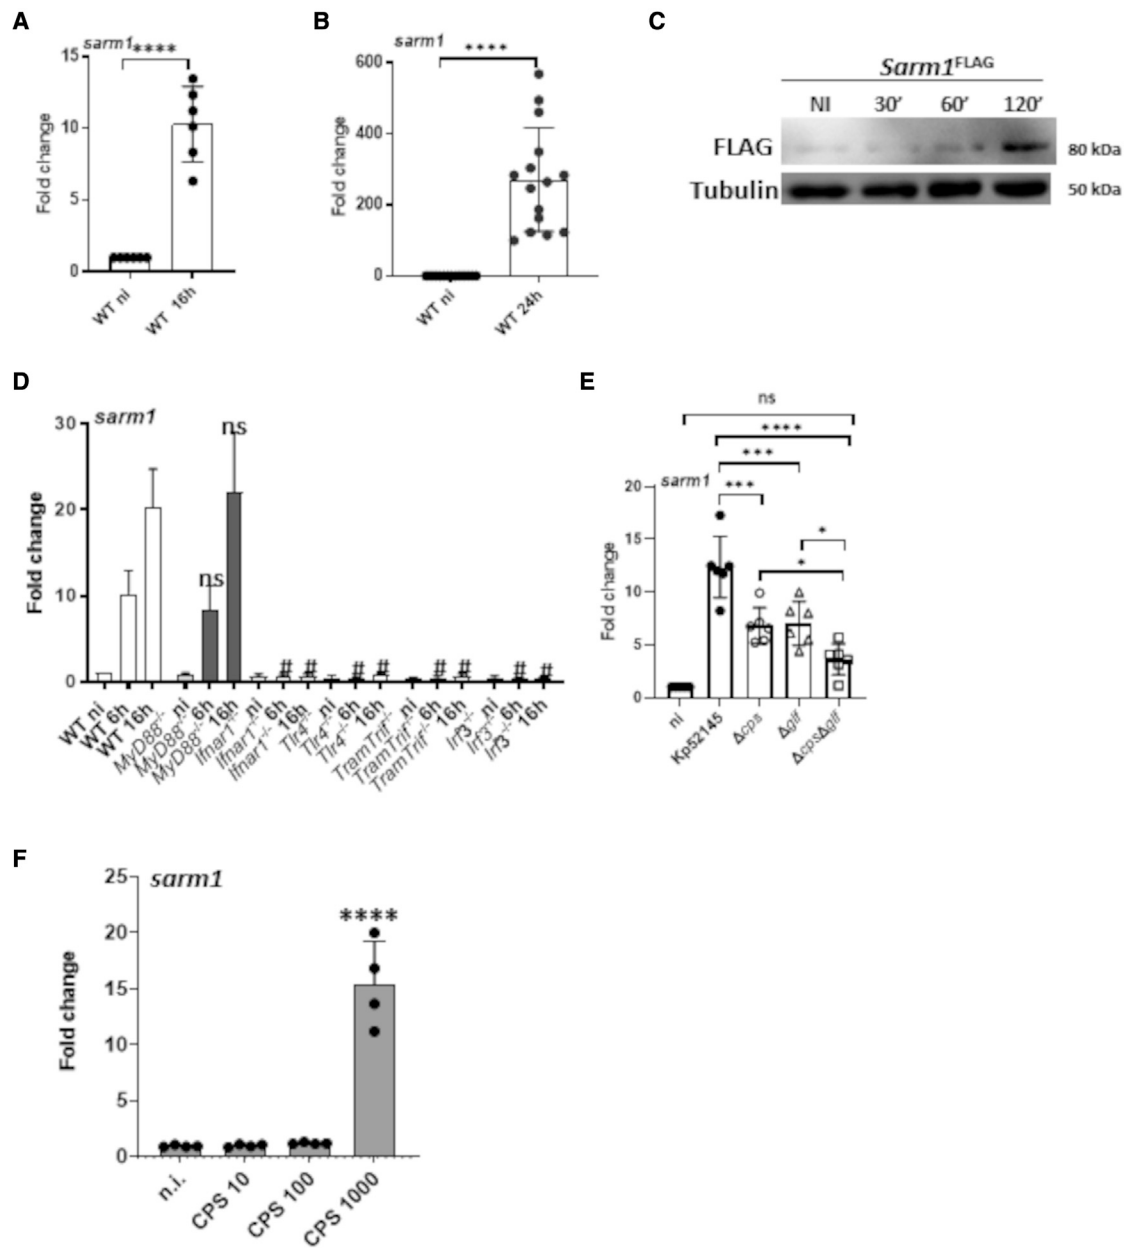 A
sarm1
****
15
10
5
0
Fold change
WT ni
WT 16h
B
sarm1
****
600
400
200
0
Fold change
WT ni
WT 24h
C
Sarm1FLAG
NI 30’ 60’ 120’
FLAG 80 kDa
Tubulin 50 kDa
D
sarm1
30
20
10
0
Fold change
ns
ns
# # # # # # # #
WT ni
WT 6h
WT 16h
MyD88-/- ni
MyD88-/- 6h
MyD88-/- 16h
Ifnar1-/- ni
Ifnar1-/- 6h
Ifnar1-/- 16h
Tlr4-/- ni
Tlr4-/- 6h
Tlr4-/- 16h
TramTrif-/- ni
TramTrif-/- 6h
TramTrif-/- 16h
Irf3-/- ni
Irf3-/- 6h
Irf3-/- 16h
E
ns
****
***
***
*
*
sarm1
20
15
10
5
0
Fold change
ni
Kp52145
Δcps
Δglf
ΔcpsΔglf
F
sarm1
****
25
20
15
10
5
0
Fold change
n.i.
CPS 10
CPS 100
CPS 1000